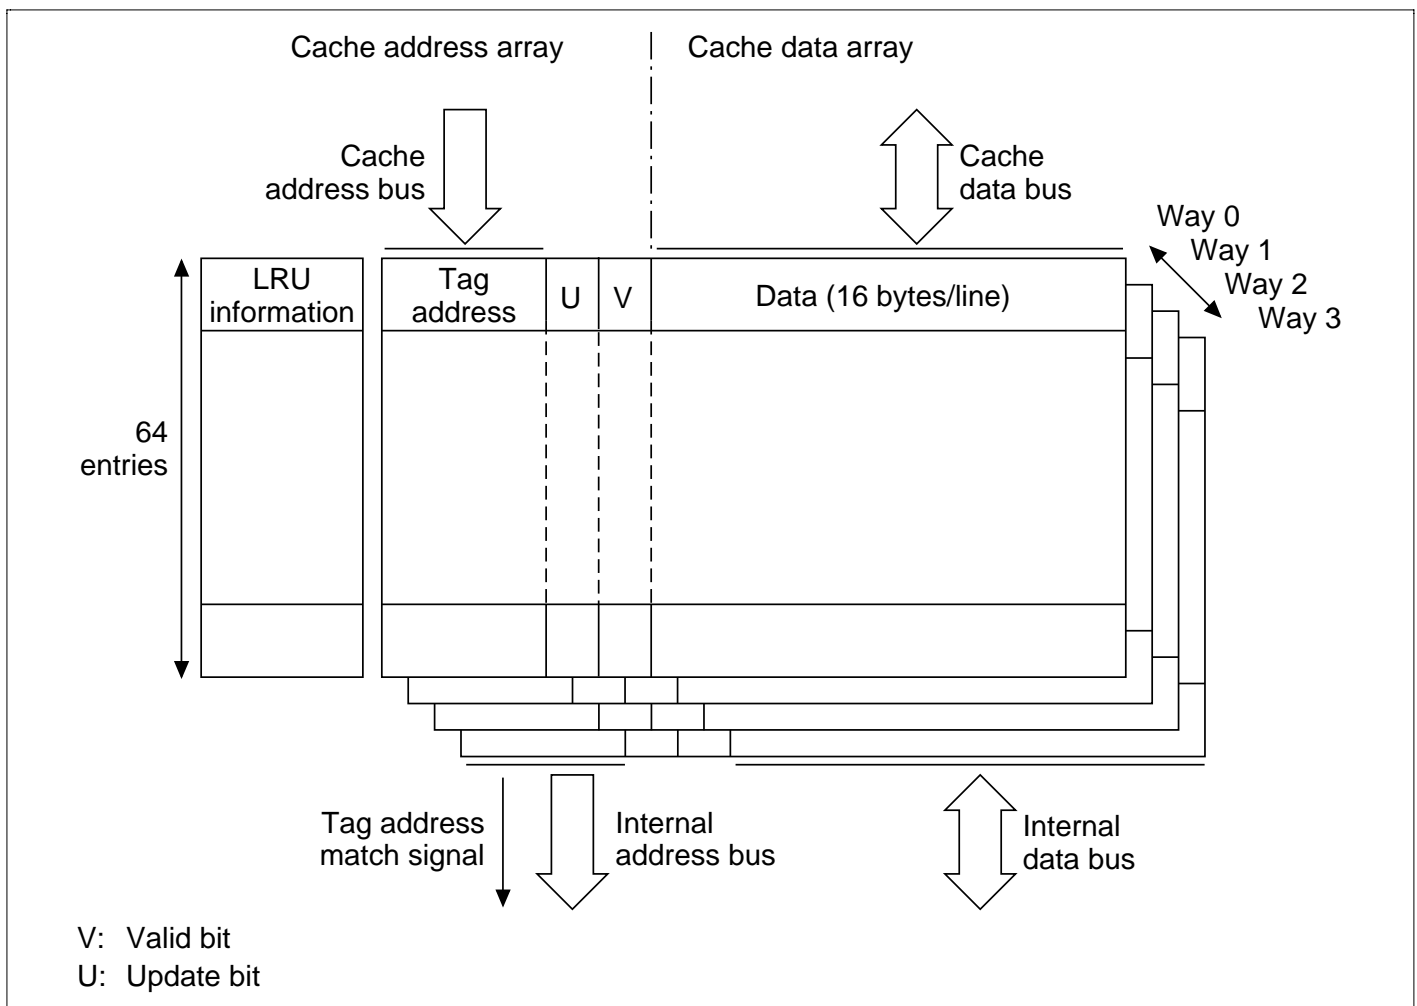 Cache address array
Cache data array
Cache
address bus
Cache
data bus
Way 0
Way 1
Way 2
Way 3
LRU
information
Tag
address
U
V
Data (16 bytes/line)
64
entries
Tag address
match signal
Internal
address bus
Internal
data bus
V: Valid bit
U: Update bit